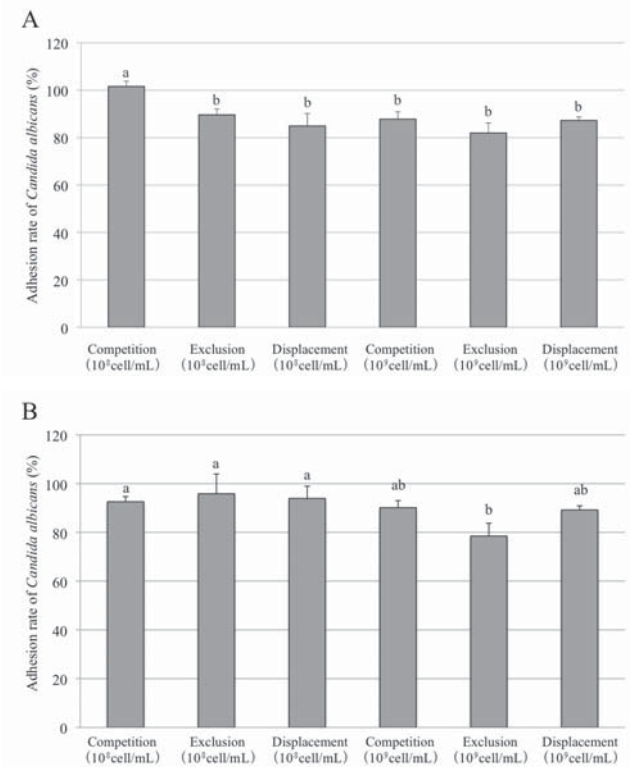 A
Adhesion rate of Candida albicans (%)
120
100
80
60
40
20
0
a
b
b
b
b
b
Competition Exclusion Displacement Competition Exclusion Displacement
(10⁸cell/mL) (10⁸cell/mL) (10⁸cell/mL) (10⁹cell/mL) (10⁹cell/mL) (10⁹cell/mL)
B
Adhesion rate of Candida albicans (%)
120
100
80
60
40
20
0
a
a
a
ab
b
ab
Competition Exclusion Displacement Competition Exclusion Displacement
(10⁸cell/mL) (10⁸cell/mL) (10⁸cell/mL) (10⁹cell/mL) (10⁹cell/mL) (10⁹cell/mL)